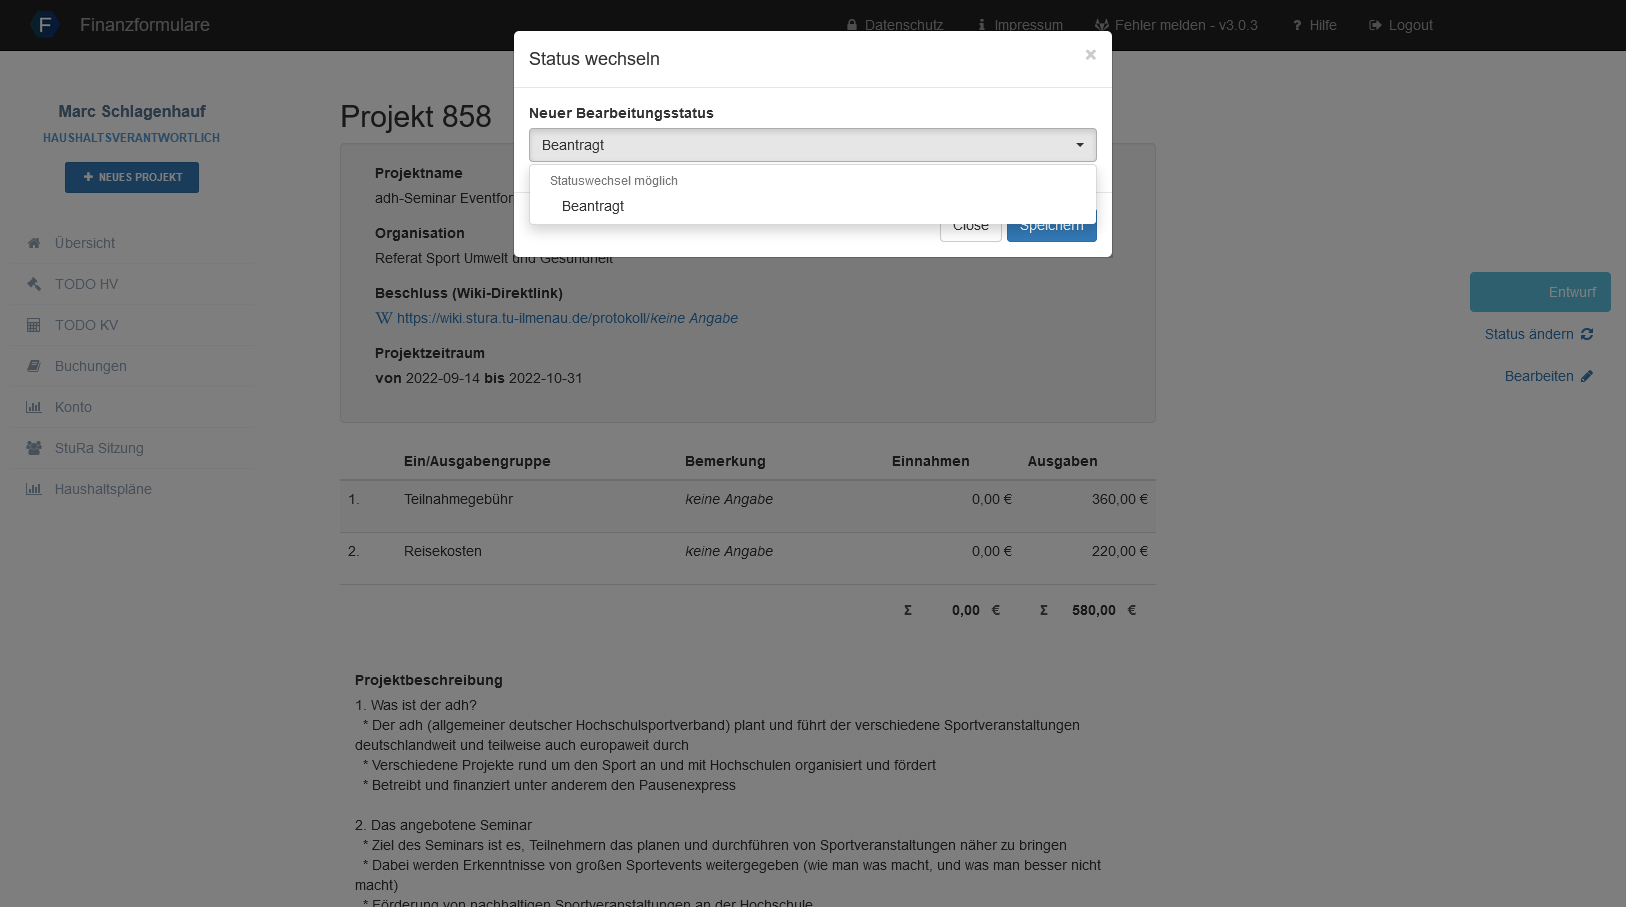 F Finanzformulare Datenschutz Impressum Fehler melden - v3.0.3 ? Hilfe Logout
Status wechseln ×
Neuer Bearbeitungsstatus
Beantragt
Statuswechsel möglich
Beantragt
Close Speichern
Marc Schlagenhauf
HAUSHALTSVERANTWORTLICH
+ NEUES PROJEKT
Übersicht
TODO HV
TODO KV
Buchungen
Konto
StuRa Sitzung
Haushaltspläne
Projekt 858
Projektname
adh-Seminar Eventfor
Organisation
Referat Sport Umwelt und Gesundheit
Beschluss (Wiki-Direktlink)
W https://wiki.stura.tu-ilmenau.de/protokoll/keine Angabe
Projektzeitraum
von 2022-09-14 bis 2022-10-31
Entwurf
Status ändern
Bearbeiten
Ein/Ausgabengruppe Bemerkung Einnahmen Ausgaben
1. Teilnahmegebühr keine Angabe 0,00 € 360,00 €
2. Reisekosten keine Angabe 0,00 € 220,00 €
Σ 0,00 € Σ 580,00 €
Projektbeschreibung
1. Was ist der adh?
* Der adh (allgemeiner deutscher Hochschulsportverband) plant und führt der verschiedene Sportveranstaltungen
deutschlandweit und teilweise auch europaweit durch
* Verschiedene Projekte rund um den Sport an und mit Hochschulen organisiert und fördert
* Betreibt und finanziert unter anderem den Pausenexpress
2. Das angebotene Seminar
* Ziel des Seminars ist es, Teilnehmern das planen und durchführen von Sportveranstaltungen näher zu bringen
* Dabei werden Erkenntnisse von großen Sportevents weitergegeben (wie man was macht, und was man besser nicht
macht)
* Förderung von nachhaltigen Sportveranstaltungen an der Hochschule